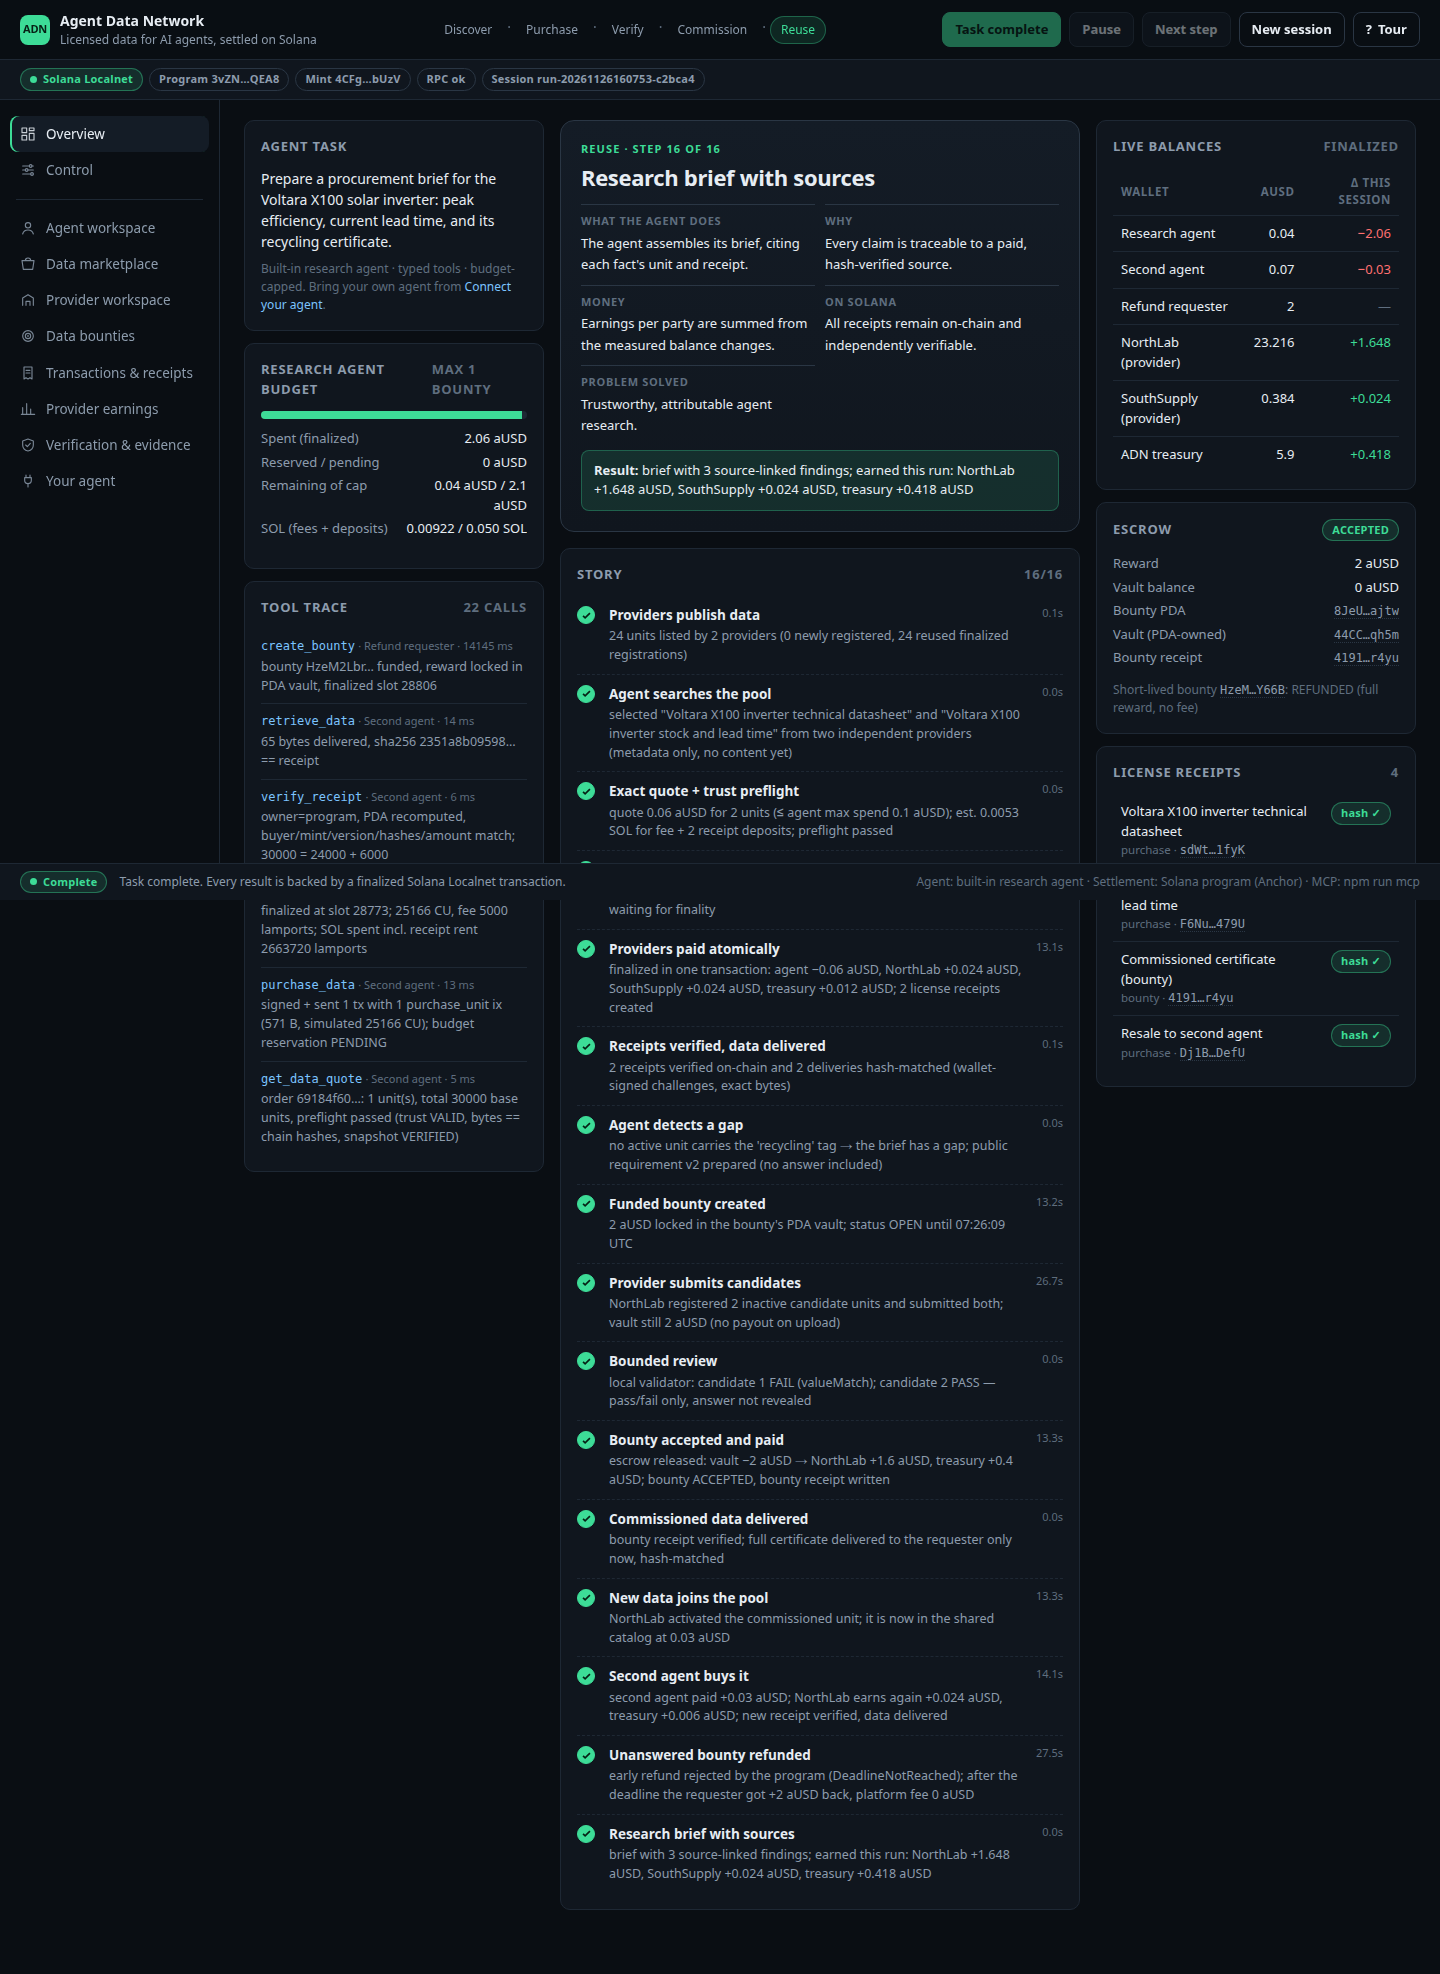 ADN
Agent Data Network
Licensed data for AI agents, settled on Solana
Discover · Purchase · Verify · Commission · Reuse
Task complete
Pause
Next step
New session
? Tour
Solana Localnet
Program 3vZN…QEA8
Mint 4CFg…bUzV
RPC ok
Session run-20261126160753-c2bca4
Overview
Control
Agent workspace
Data marketplace
Provider workspace
Data bounties
Transactions & receipts
Provider earnings
Verification & evidence
Your agent
AGENT TASK
Prepare a procurement brief for the
Voltara X100 solar inverter: peak
efficiency, current lead time, and its
recycling certificate.
Built-in research agent · typed tools · budget-
capped. Bring your own agent from Connect
your agent.
RESEARCH AGENT
BUDGET
MAX 1
BOUNTY
Spent (finalized) 2.06 aUSD
Reserved / pending 0 aUSD
Remaining of cap 0.04 aUSD / 2.1
aUSD
SOL (fees + deposits) 0.00922 / 0.050 SOL
TOOL TRACE 22 CALLS
create_bounty · Refund requester · 14145 ms
bounty HzeM2Lbr… funded, reward locked in
PDA vault, finalized slot 28806
retrieve_data · Second agent · 14 ms
65 bytes delivered, sha256 2351a8b09598…
== receipt
verify_receipt · Second agent · 6 ms
owner=program, PDA recomputed,
buyer/mint/version/hashes/amount match;
30000 = 24000 + 6000
finalized at slot 28773; 25166 CU, fee 5000
lamports; SOL spent incl. receipt rent
2663720 lamports
purchase_data · Second agent · 13 ms
signed + sent 1 tx with 1 purchase_unit ix
(571 B, simulated 25166 CU); budget
reservation PENDING
get_data_quote · Second agent · 5 ms
order 69184f60…: 1 unit(s), total 30000 base
units, preflight passed (trust VALID, bytes ==
chain hashes, snapshot VERIFIED)
REUSE · STEP 16 OF 16
Research brief with sources
WHAT THE AGENT DOES
The agent assembles its brief, citing
each fact's unit and receipt.
WHY
Every claim is traceable to a paid,
hash-verified source.
MONEY
Earnings per party are summed from
the measured balance changes.
ON SOLANA
All receipts remain on-chain and
independently verifiable.
PROBLEM SOLVED
Trustworthy, attributable agent
research.
Result: brief with 3 source-linked findings; earned this run: NorthLab
+1.648 aUSD, SouthSupply +0.024 aUSD, treasury +0.418 aUSD
STORY 16/16
Providers publish data 0.1s
24 units listed by 2 providers (0 newly registered, 24 reused finalized
registrations)
Agent searches the pool 0.0s
selected "Voltara X100 inverter technical datasheet" and "Voltara X100
inverter stock and lead time" from two independent providers
(metadata only, no content yet)
Exact quote + trust preflight 0.0s
quote 0.06 aUSD for 2 units (≤ agent max spend 0.1 aUSD); est. 0.0053
SOL for fee + 2 receipt deposits; preflight passed
waiting for finality
Providers paid atomically 13.1s
finalized in one transaction: agent −0.06 aUSD, NorthLab +0.024 aUSD,
SouthSupply +0.024 aUSD, treasury +0.012 aUSD; 2 license receipts
created
Receipts verified, data delivered 0.1s
2 receipts verified on-chain and 2 deliveries hash-matched (wallet-
signed challenges, exact bytes)
Agent detects a gap 0.0s
no active unit carries the 'recycling' tag → the brief has a gap; public
requirement v2 prepared (no answer included)
Funded bounty created 13.2s
2 aUSD locked in the bounty's PDA vault; status OPEN until 07:26:09
UTC
Provider submits candidates 26.7s
NorthLab registered 2 inactive candidate units and submitted both;
vault still 2 aUSD (no payout on upload)
Bounded review 0.0s
local validator: candidate 1 FAIL (valueMatch); candidate 2 PASS —
pass/fail only, answer not revealed
Bounty accepted and paid 13.3s
escrow released: vault −2 aUSD → NorthLab +1.6 aUSD, treasury +0.4
aUSD; bounty ACCEPTED, bounty receipt written
Commissioned data delivered 0.0s
bounty receipt verified; full certificate delivered to the requester only
now, hash-matched
New data joins the pool 13.3s
NorthLab activated the commissioned unit; it is now in the shared
catalog at 0.03 aUSD
Second agent buys it 14.1s
second agent paid +0.03 aUSD; NorthLab earns again +0.024 aUSD,
treasury +0.006 aUSD; new receipt verified, data delivered
Unanswered bounty refunded 27.5s
early refund rejected by the program (DeadlineNotReached); after the
deadline the requester got +2 aUSD back, platform fee 0 aUSD
Research brief with sources 0.0s
brief with 3 source-linked findings; earned this run: NorthLab +1.648
aUSD, SouthSupply +0.024 aUSD, treasury +0.418 aUSD
LIVE BALANCES FINALIZED
WALLET AUSD Δ THIS
SESSION
Research agent 0.04 −2.06
Second agent 0.07 −0.03
Refund requester 2 —
NorthLab
(provider) 23.216 +1.648
SouthSupply
(provider) 0.384 +0.024
ADN treasury 5.9 +0.418
ESCROW ACCEPTED
Reward 2 aUSD
Vault balance 0 aUSD
Bounty PDA 8JeU…ajtw
Vault (PDA-owned) 44CC…qh5m
Bounty receipt 4191…r4yu
Short-lived bounty HzeM…Y66B: REFUNDED (full
reward, no fee)
LICENSE RECEIPTS 4
Voltara X100 inverter technical
datasheet
purchase · sdWt…1fyK
hash ✓
lead time
purchase · F6Nu…479U
Commissioned certificate
(bounty)
bounty · 4191…r4yu
hash ✓
Resale to second agent
purchase · Dj1B…DefU
hash ✓
Complete
Task complete. Every result is backed by a finalized Solana Localnet transaction.
Agent: built-in research agent · Settlement: Solana program (Anchor) · MCP: npm run mcp